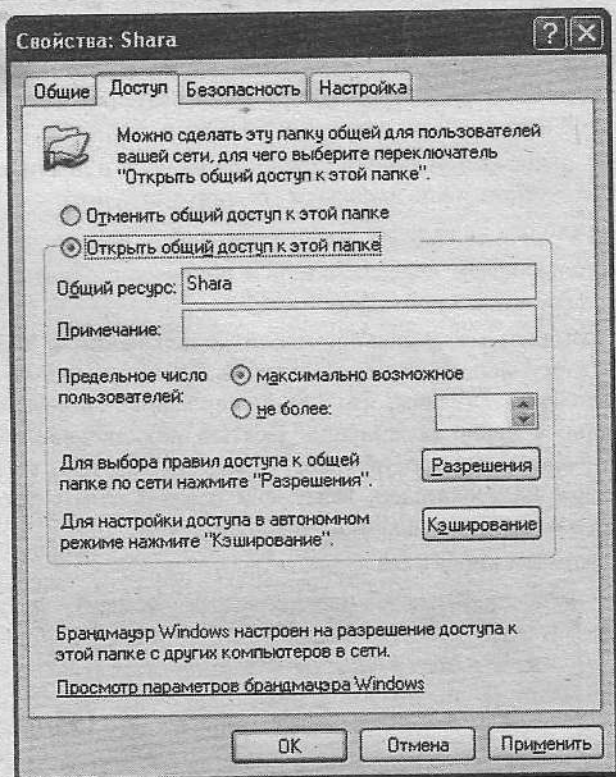 Свойства: Shara
Общие Доступ Безопасность Настройка
Можно сделать эту папку общей для пользователей
вашей сети, для чего выберите переключатель
"Открыть общий доступ к этой папке".
Отменить общий доступ к этой папке
Открыть общий доступ к этой папке
Общий ресурс: Shara
Примечание:
Предельное число
пользователей:
максимально возможное
не более:
Для выбора правил доступа к общей
папке по сети нажмите "Разрешения".
Разрешения
Для настройки доступа в автономном
режиме нажмите "Кэширование".
Кэширование
Брандмауэр Windows настроен на разрешение доступа к
этой папке с других компьютеров в сети.
Просмотр параметров брандмауэра Windows
OK Отмена Применить